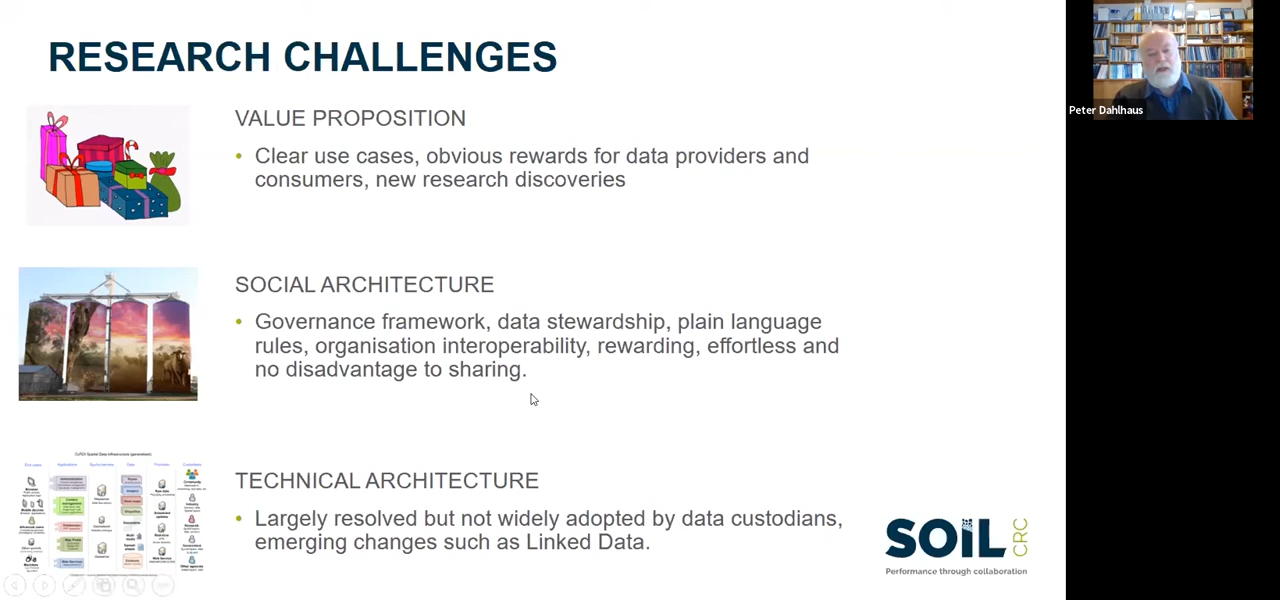 RESEARCH CHALLENGES
VALUE PROPOSITION
• Clear use cases, obvious rewards for data providers and
consumers, new research discoveries
SOCIAL ARCHITECTURE
• Governance framework, data stewardship, plain language
rules, organisation interoperability, rewarding, effortless and
no disadvantage to sharing.
TECHNICAL ARCHITECTURE
• Largely resolved but not widely adopted by data custodians,
emerging changes such as Linked Data.
SOIL CRC
Performance through collaboration
Peter Dahlhaus